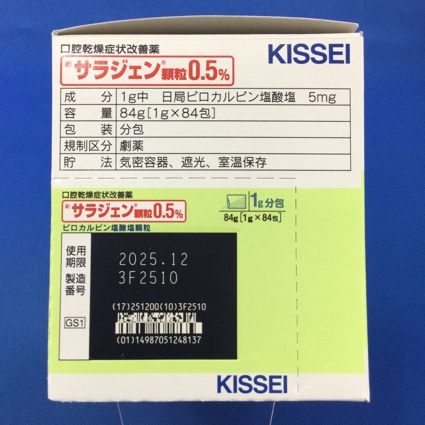 口腔乾燥症状改善薬
KISSEI
サラジェン®顆粒0.5%
成分 1g中 日局ピロカルピン塩酸塩 5mg
容量 84g[1g×84包]
包装 分包
規制区分 劇薬
貯法 気密容器、遮光、室温保存
口腔乾燥症状改善薬
サラジェン®顆粒0.5%
1g分包
84g[1g×84包]
ピロカルピン塩酸塩顆粒
使用期限 2025.12
製造番号 3F2510
(17)251200(10)3F2510
GS1
(01)14987051248137
KISSEI